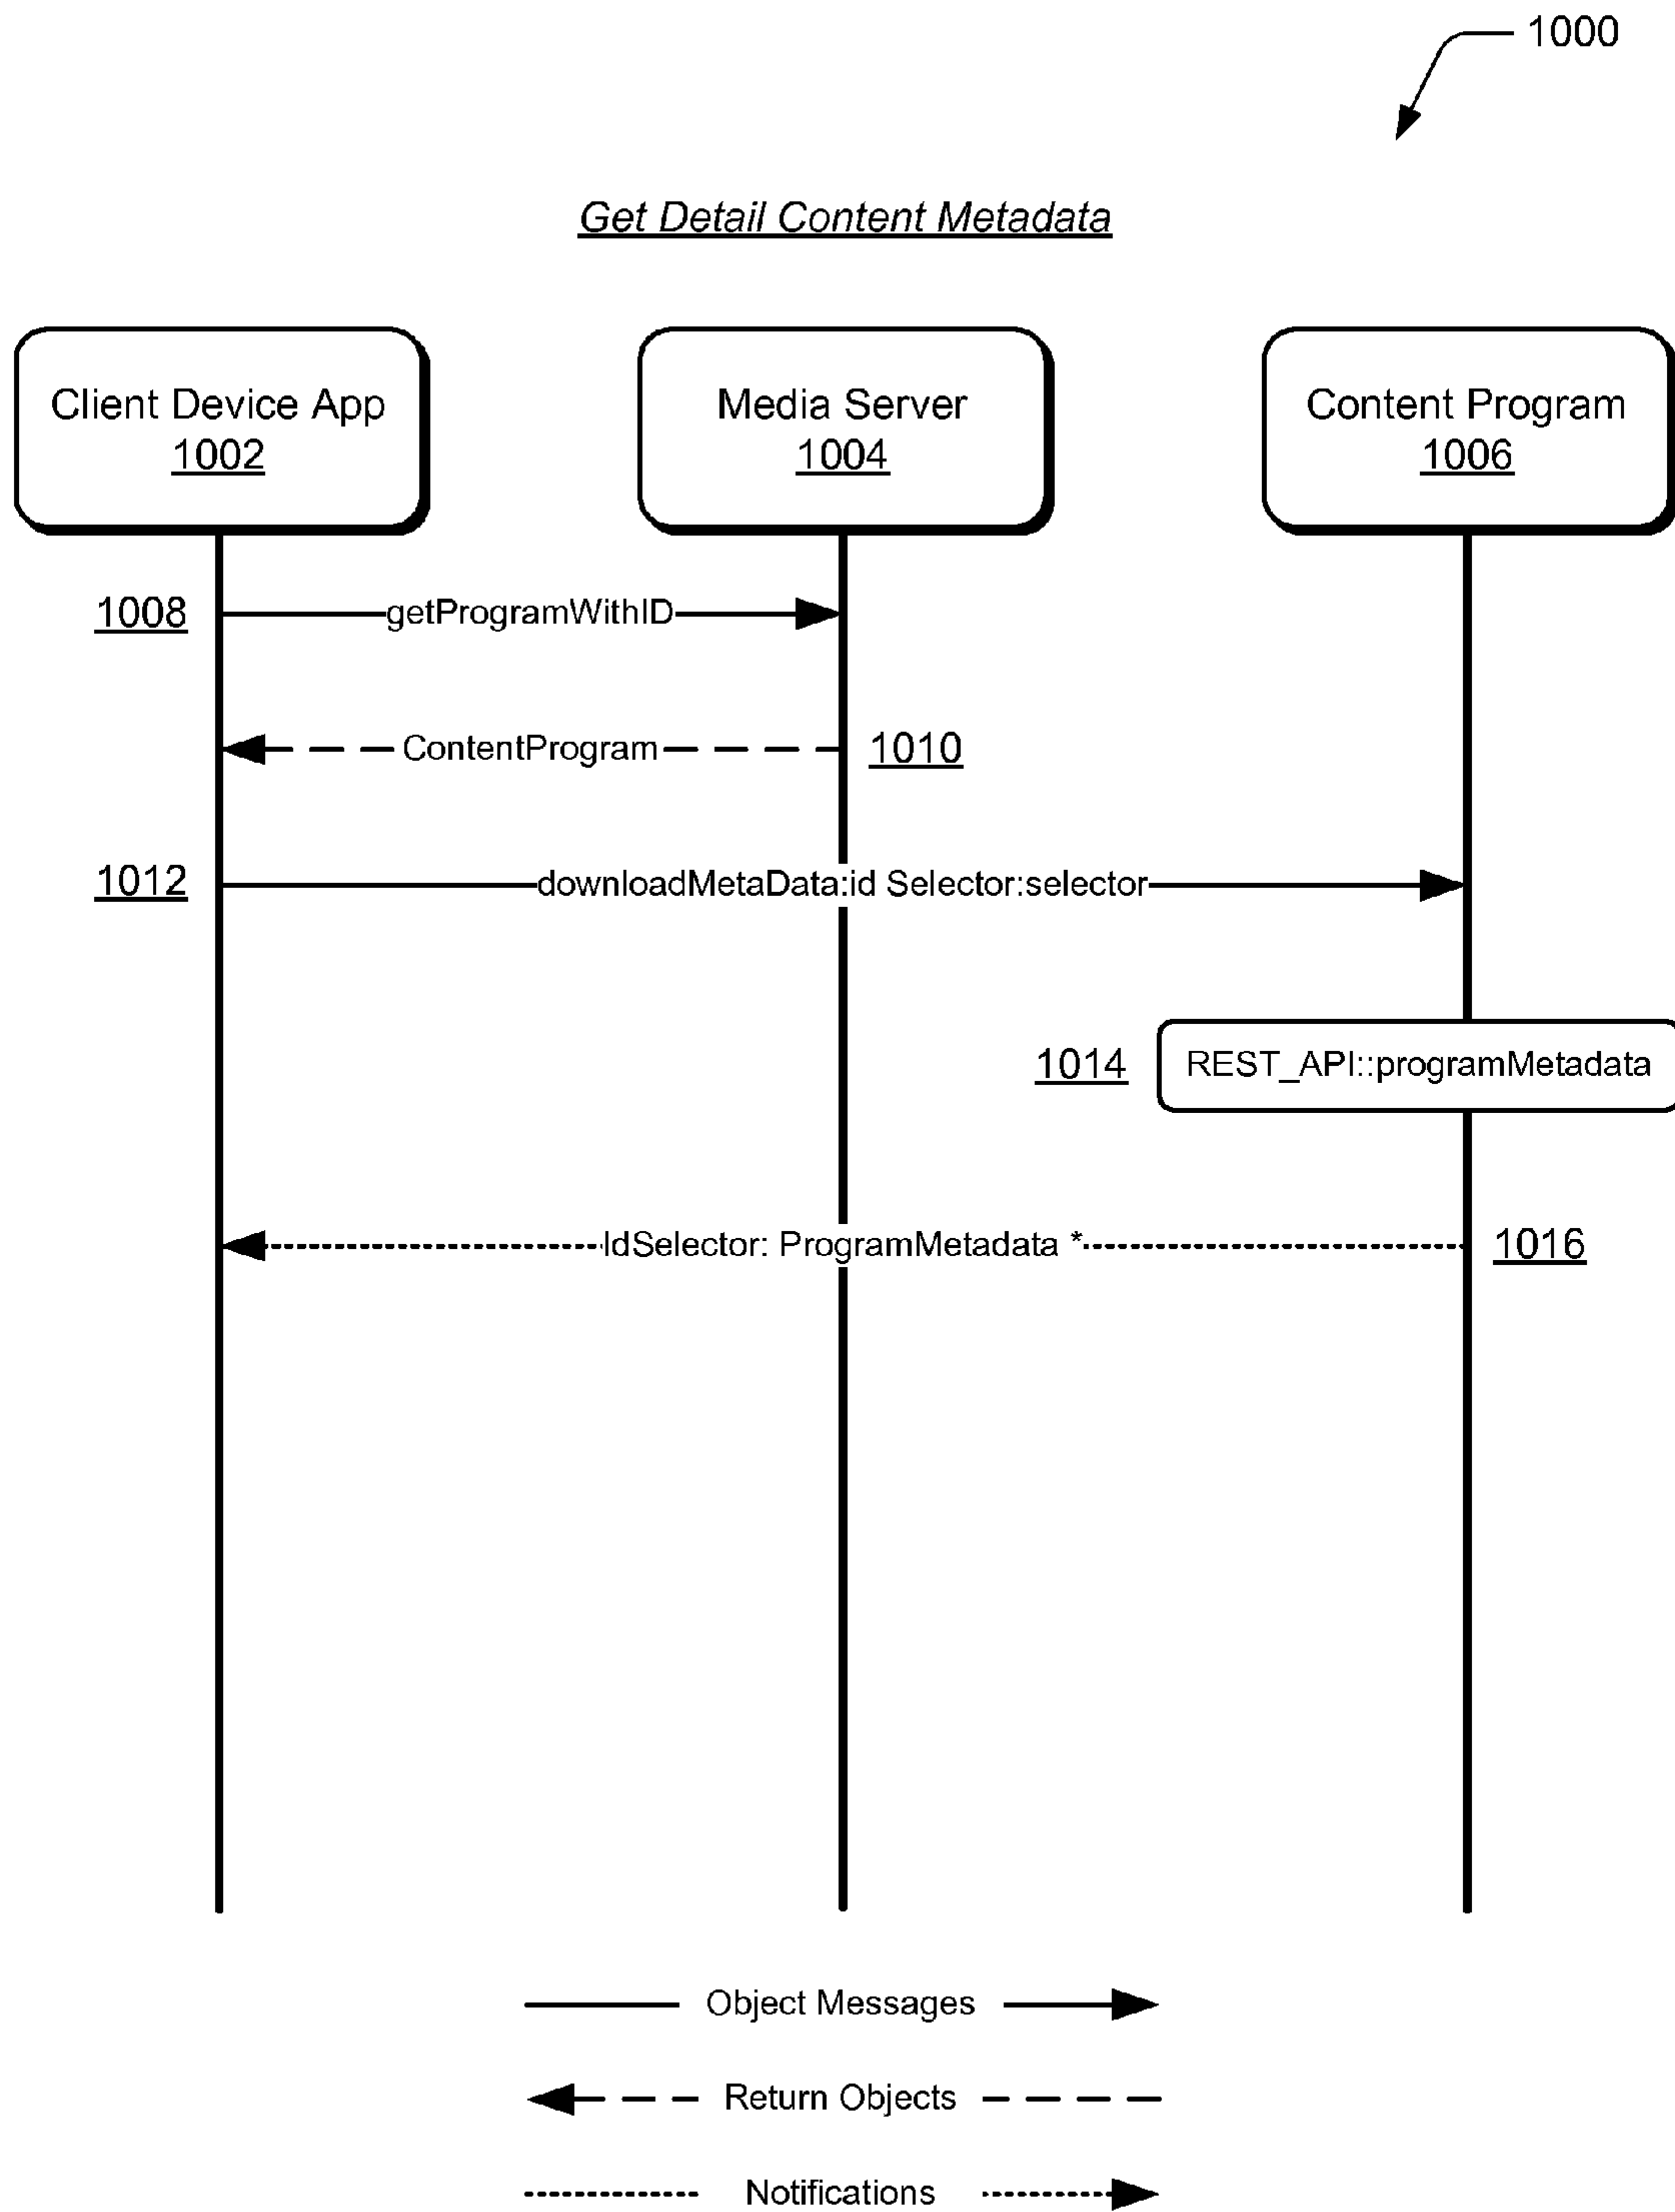 1000
Get Detail Content Metadata
Client Device App
1002
Media Server
1004
Content Program
1006
1008
getProgramWithID
ContentProgram
1010
1012
downloadMetaData:id Selector:selector
1014
REST_API::programMetadata
IdSelector: ProgramMetadata *
1016
Object Messages
Return Objects
Notifications